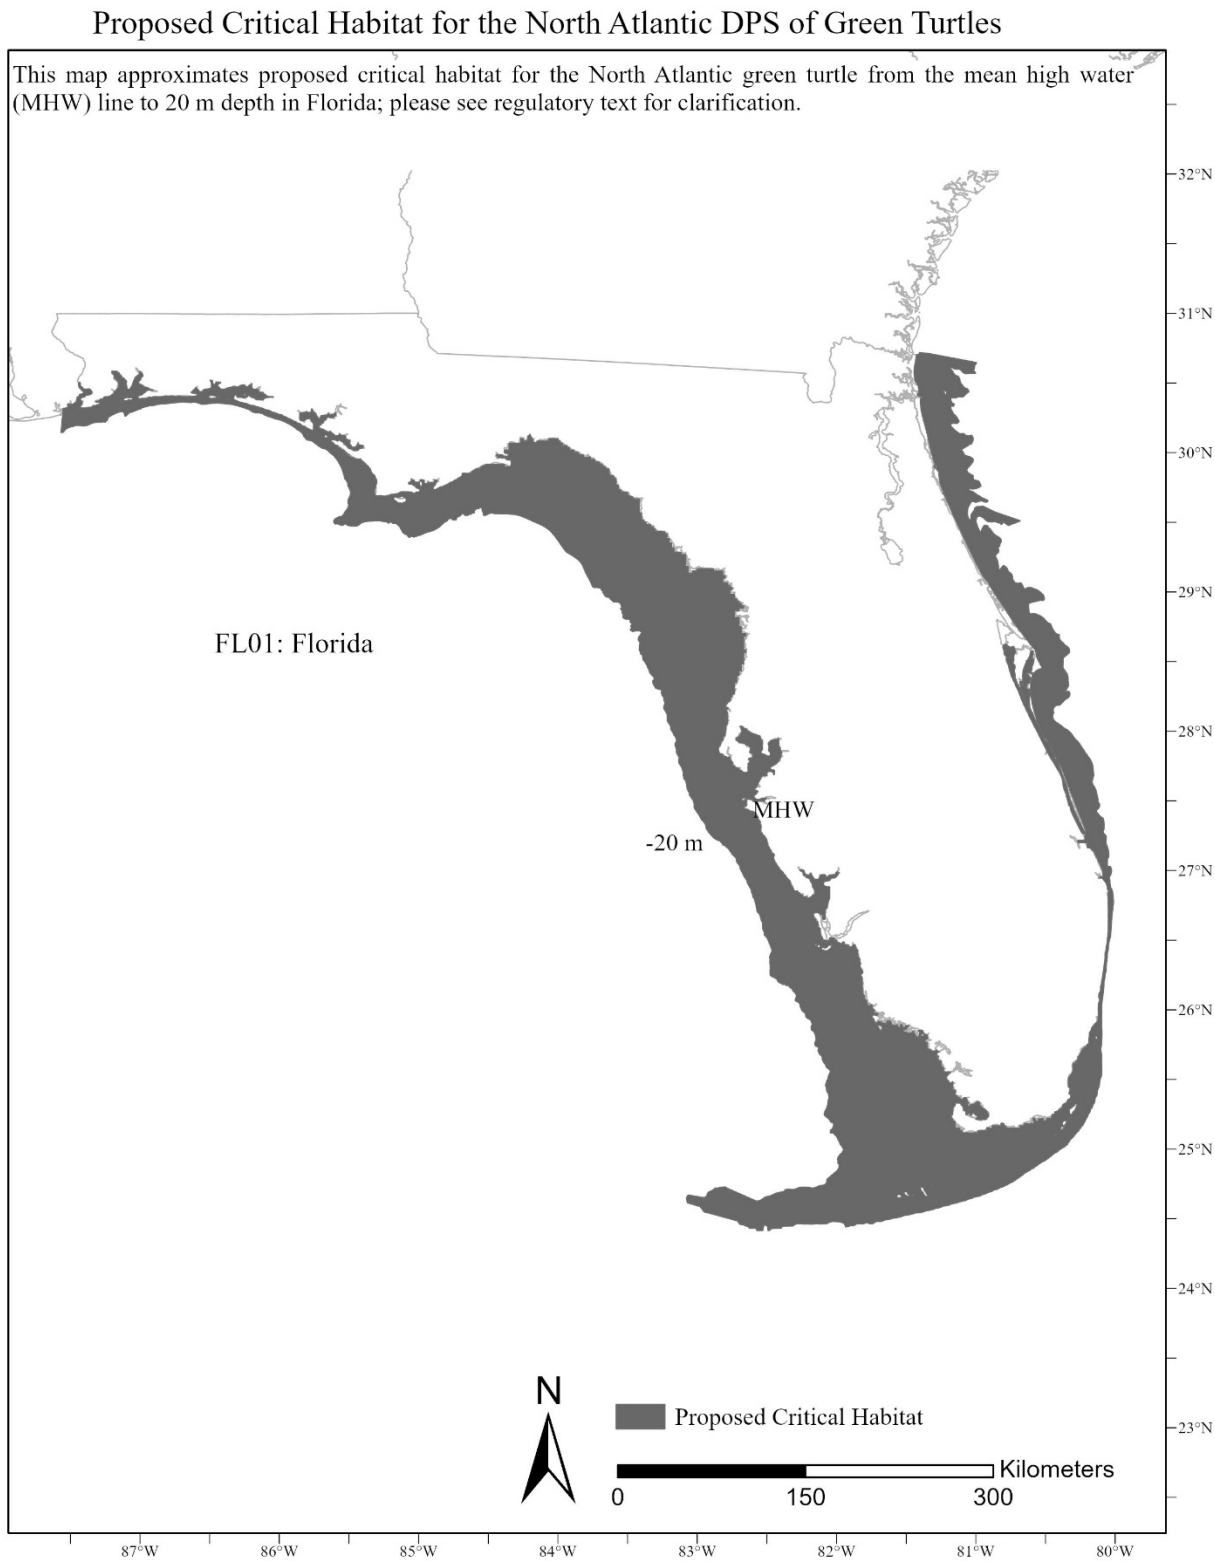 Proposed Critical Habitat for the North Atlantic DPS of Green Turtles
This map approximates proposed critical habitat for the North Atlantic green turtle from the mean high water
(MHW) line to 20 m depth in Florida; please see regulatory text for clarification.
32°N
31°N
30°N
29°N
FL01: Florida
28°N
MHW
-20 m
27°N
26°N
25°N
24°N
N
Proposed Critical Habitat
23°N
Kilometers
0 150 300
87°W 86°W 85°W 84°W 83°W 82°W 81°W 80°W